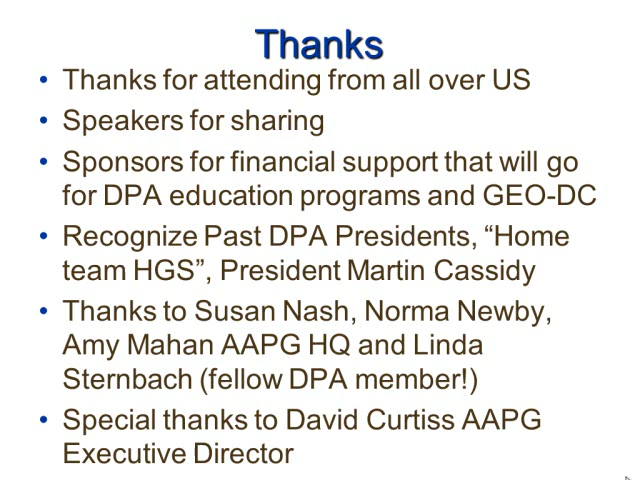 Thanks
• Thanks for attending from all over US
• Speakers for sharing
• Sponsors for financial support that will go
for DPA education programs and GEO-DC
• Recognize Past DPA Presidents, “Home
team HGS”, President Martin Cassidy
• Thanks to Susan Nash, Norma Newby,
Amy Mahan AAPG HQ and Linda
Sternbach (fellow DPA member!)
• Special thanks to David Curtiss AAPG
Executive Director